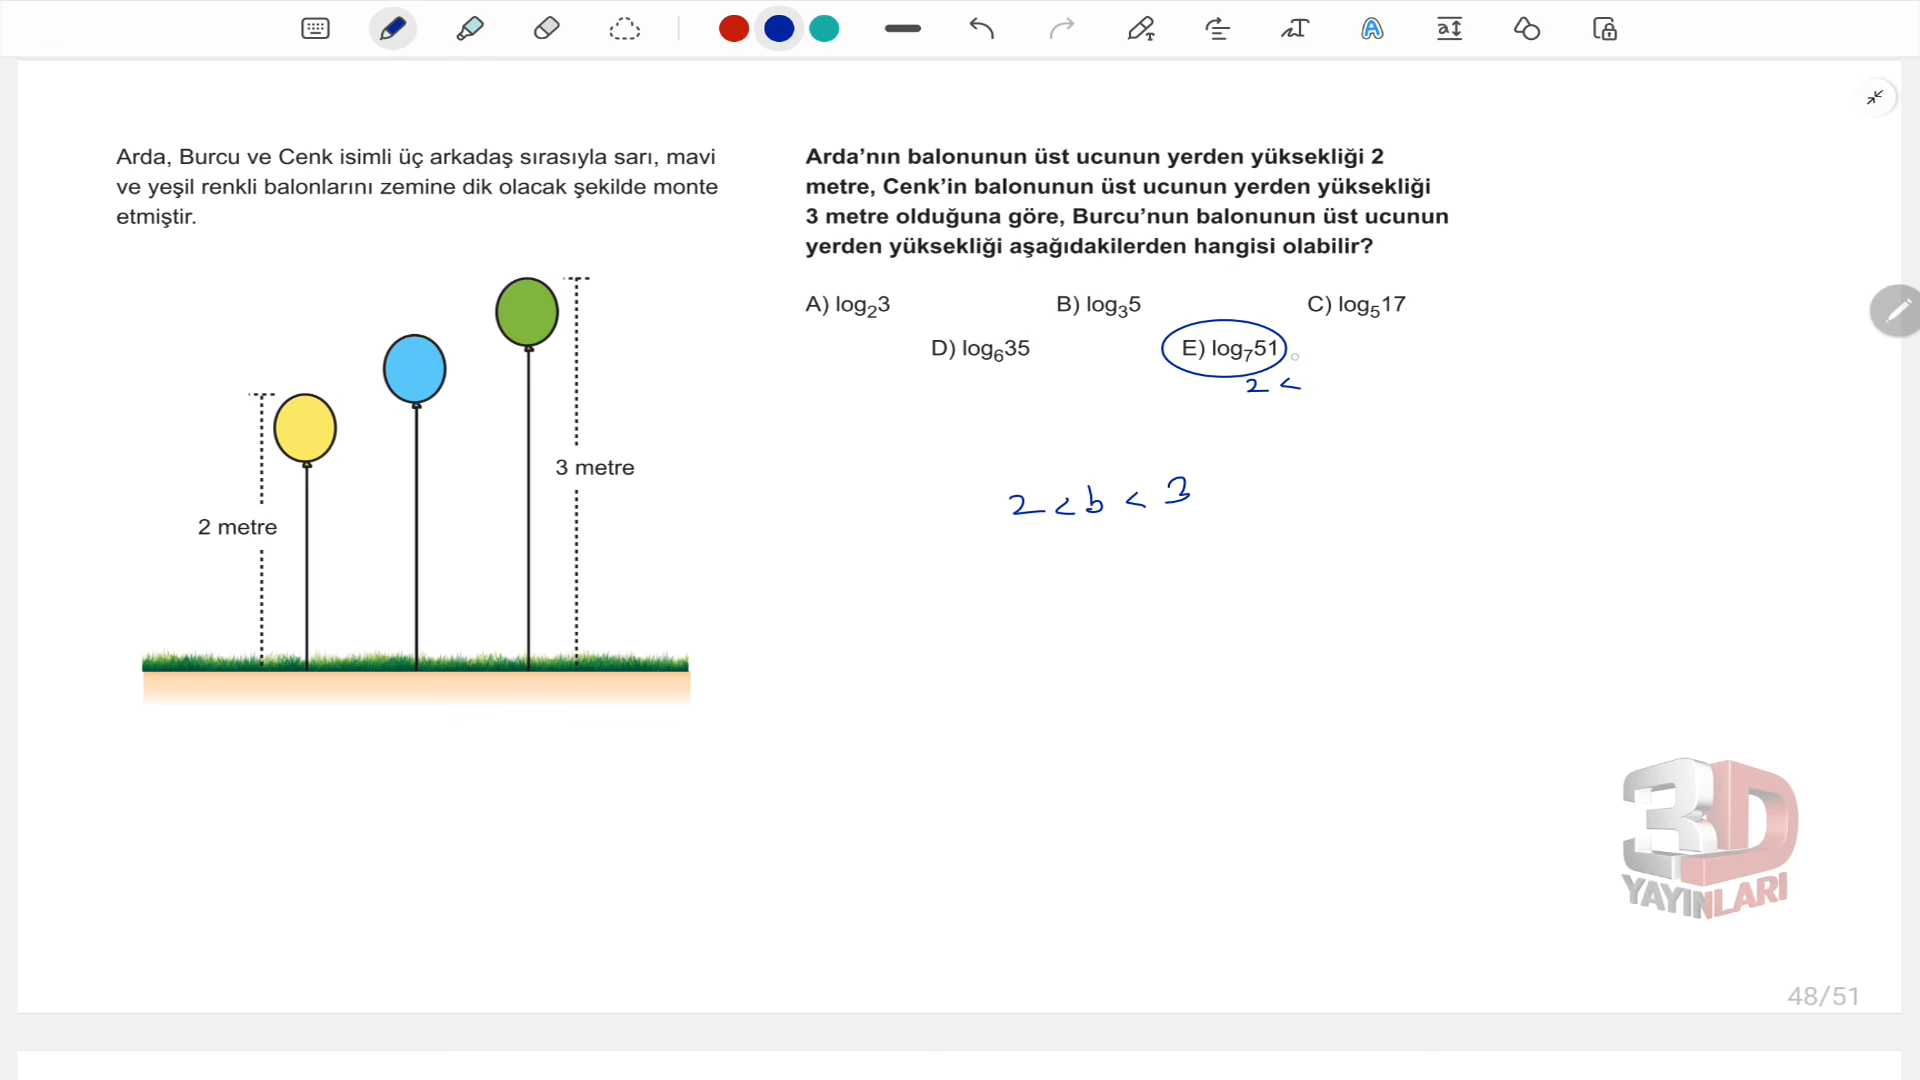 Arda, Burcu ve Cenk isimli üç arkadaş sırasıyla sarı, mavi
ve yeşil renkli balonlarını zemine dik olacak şekilde monte
etmiştir.
3 metre
2 metre
Arda’nın balonunun üst ucunun yerden yüksekliği 2
metre, Cenk’in balonunun üst ucunun yerden yüksekliği
3 metre olduğuna göre, Burcu’nun balonunun üst ucunun
yerden yüksekliği aşağıdakilerden hangisi olabilir?
A) log₂3 B) log₃5 C) log₅17
D) log₆35 E) log₇51
2 <
2 < b < 3
3D
YAYINLARI
48/51